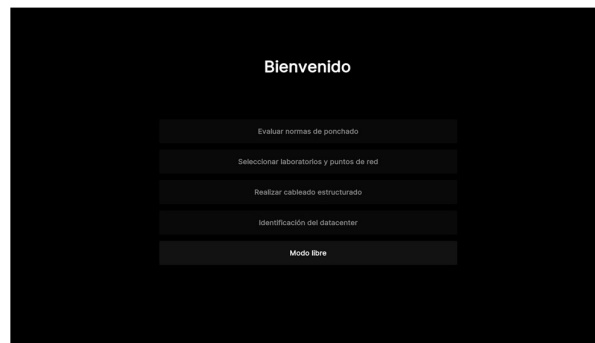 Bienvenido
Evaluar normas de ponchado
Seleccionar laboratorios y puntos de red
Realizar cableado estructurado
Identificación del datacenter
Modo libre